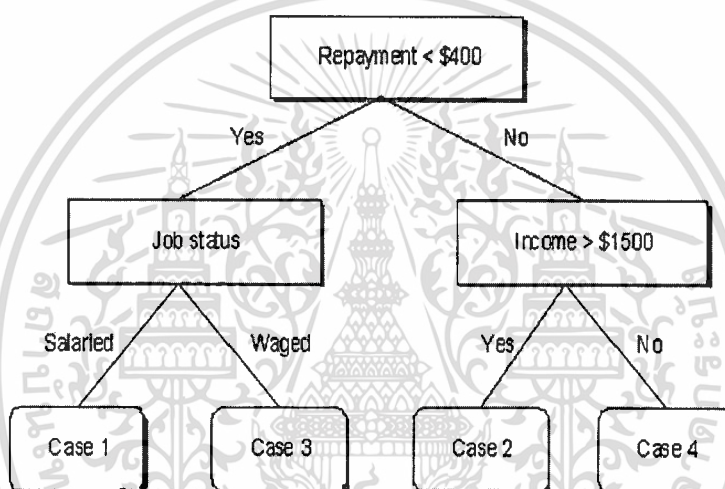 Repayment < $400
Yes
No
Job status
Income > $1500
Salaried
Waged
Yes
No
Case 1
Case 3
Case 2
Case 4